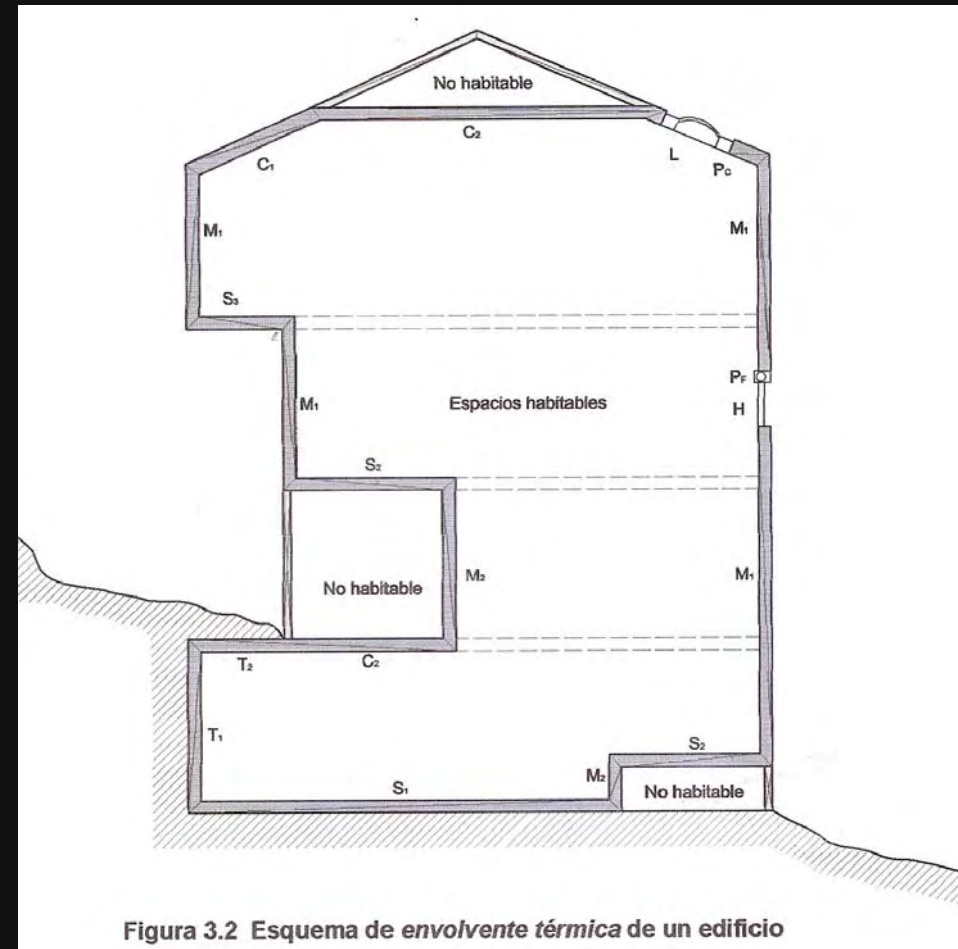 No habitable
C₂
L
C₁
P_C
M₁
M₁
S₃
P_F
M₁
Espacios habitables
H
S₂
No habitable
M₂
M₁
T₂
C₂
T₁
S₂
M₂
S₁
No habitable
Figura 3.2 Esquema de envolvente térmica de un edificio